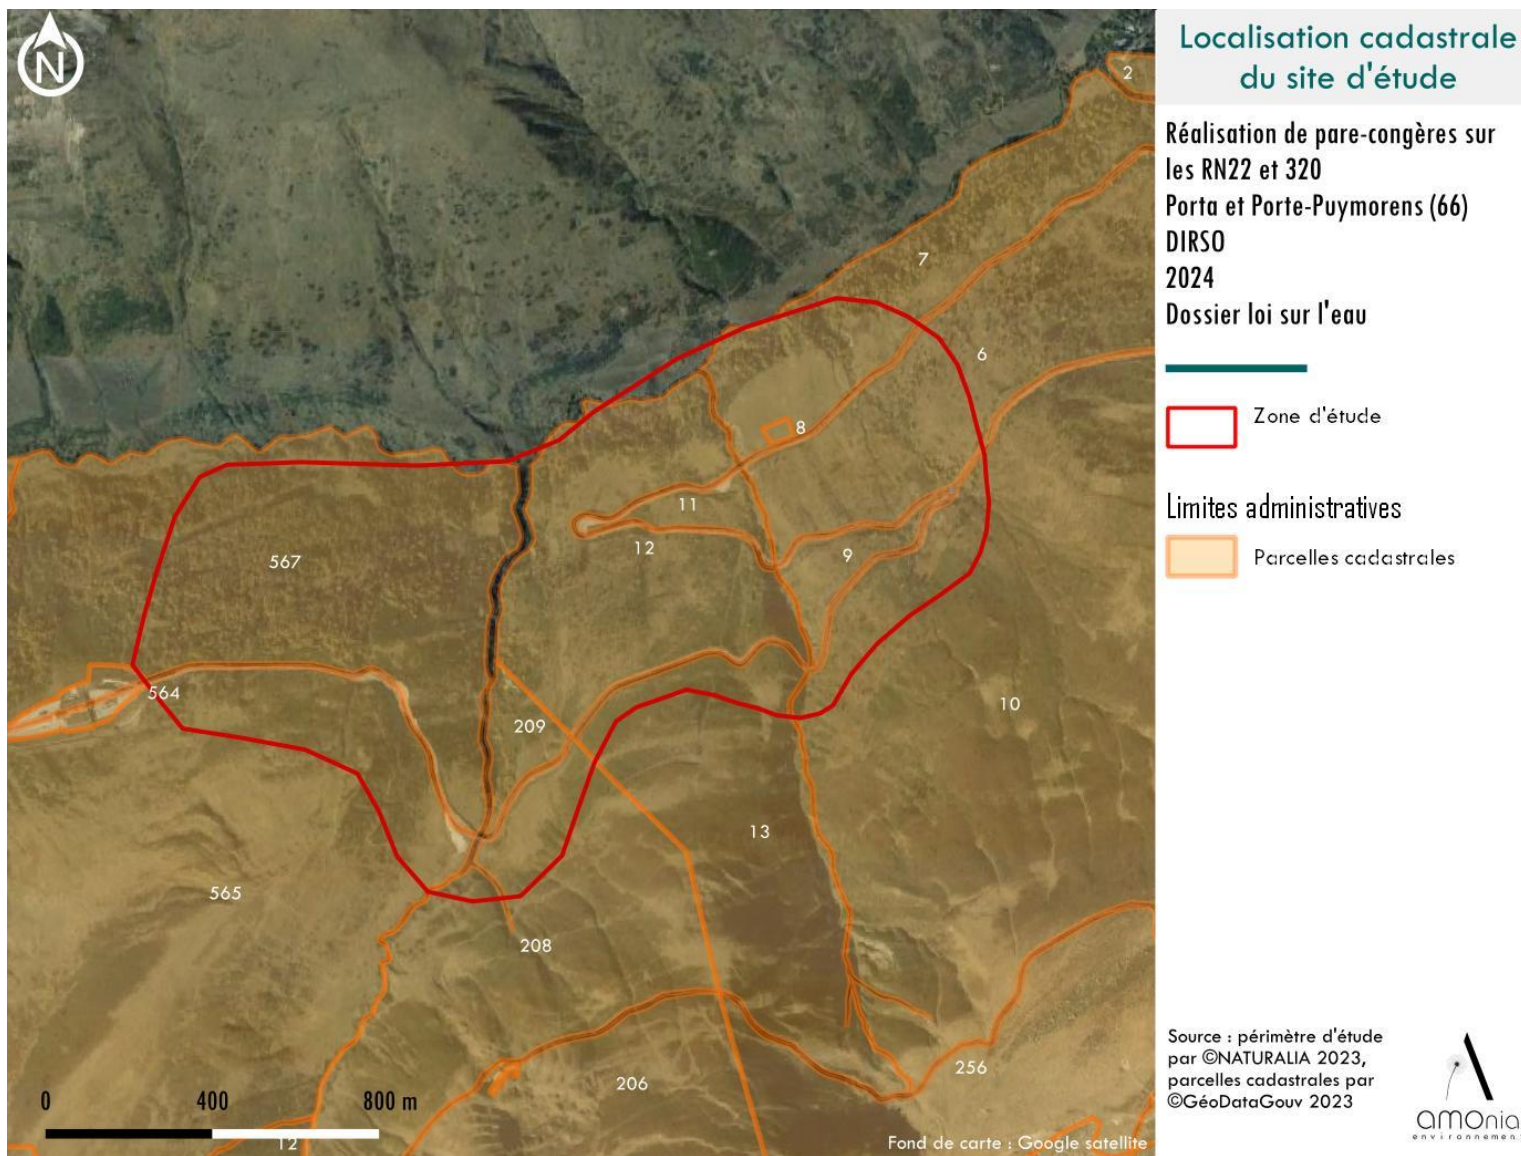 Localisation cadastrale
du site d'étude
Réalisation de pare-congères sur
les RN22 et 320
Porta et Porte-Puymorens (66)
DIRSO
2024
Dossier loi sur l'eau
Zone d'étude
Limites administratives
Parcelles cadastrales
Source : périmètre d'étude
par ©NATURALIA 2023,
parcelles cadastrales par
©GéoDataGouv 2023
amonia
environnement
N
2
7
6
8
11
12
9
567
564
209
10
13
565
208
256
206
12
0 400 800 m
Fond de carte : Google satellite